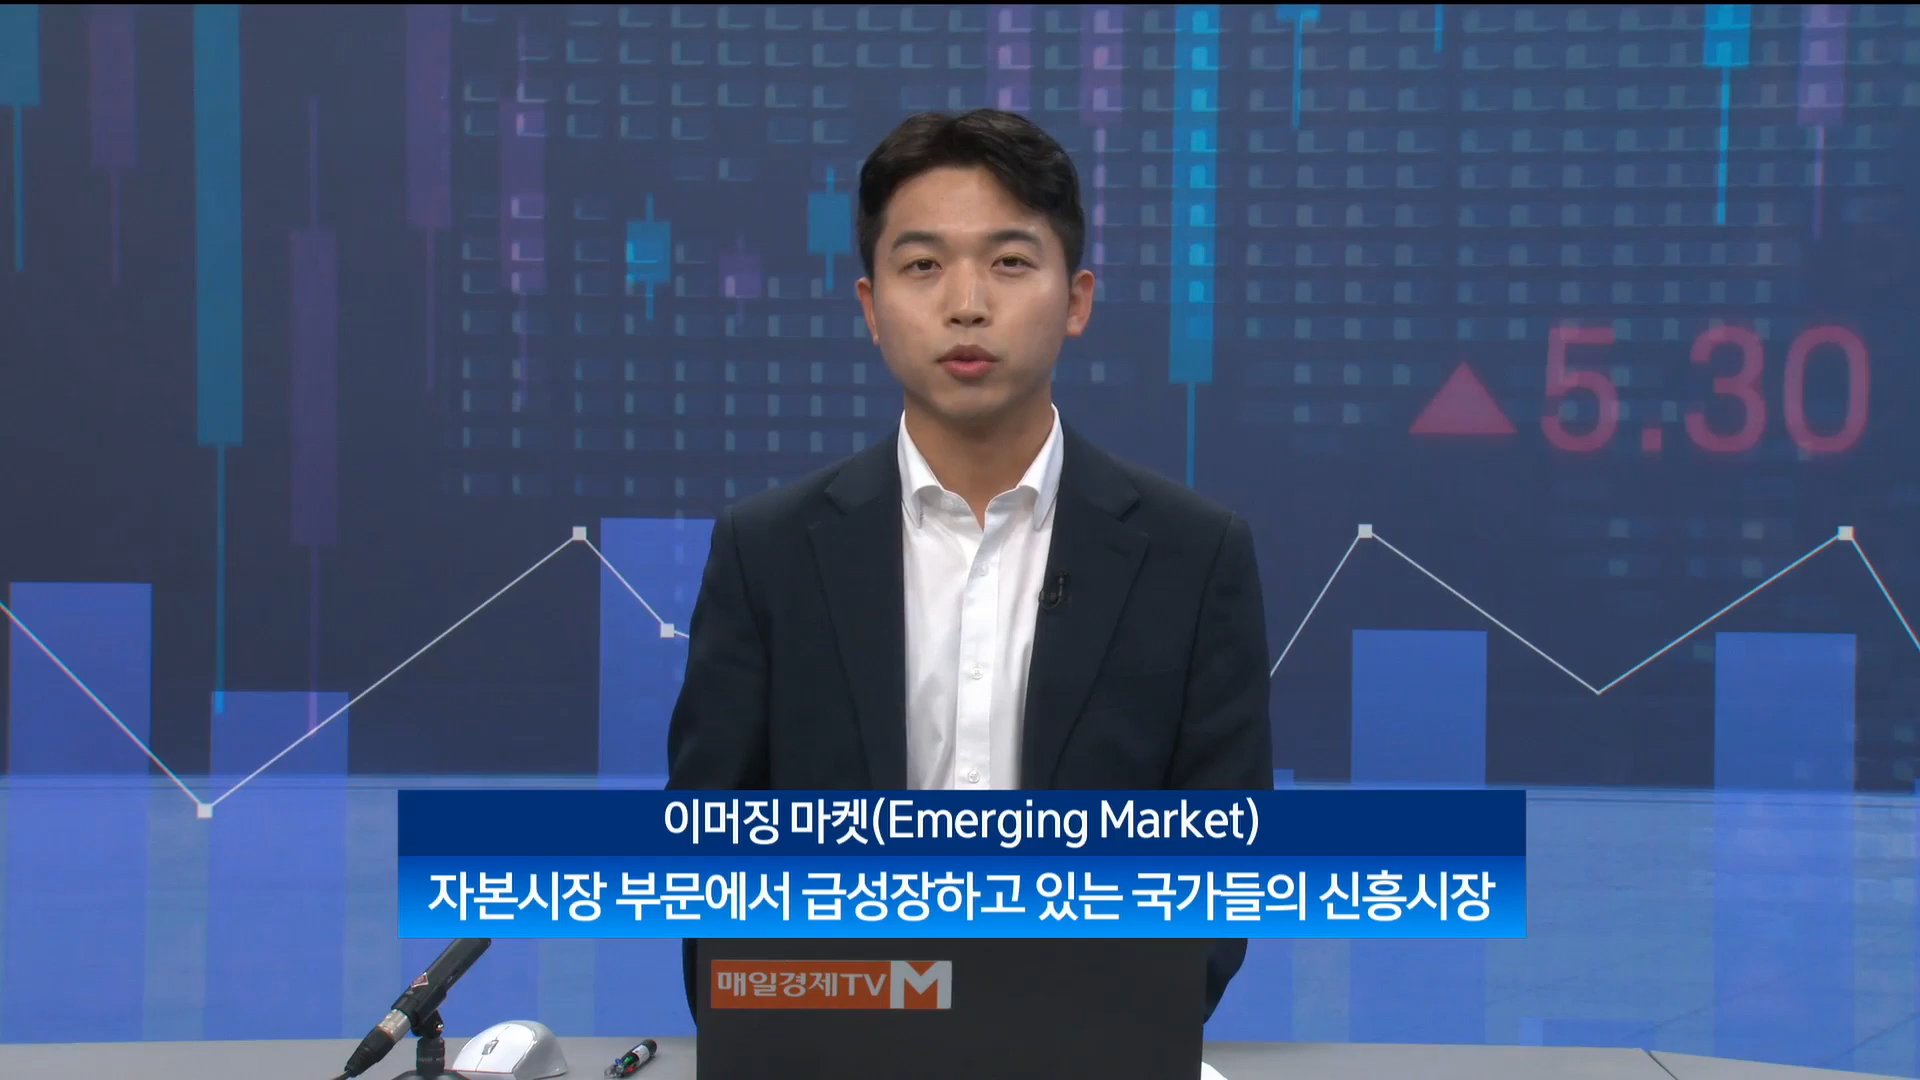 ▲5.30
이머징 마켓(Emerging Market)
자본시장 부문에서 급성장하고 있는 국가들의 신흥시장
매일경제TV M